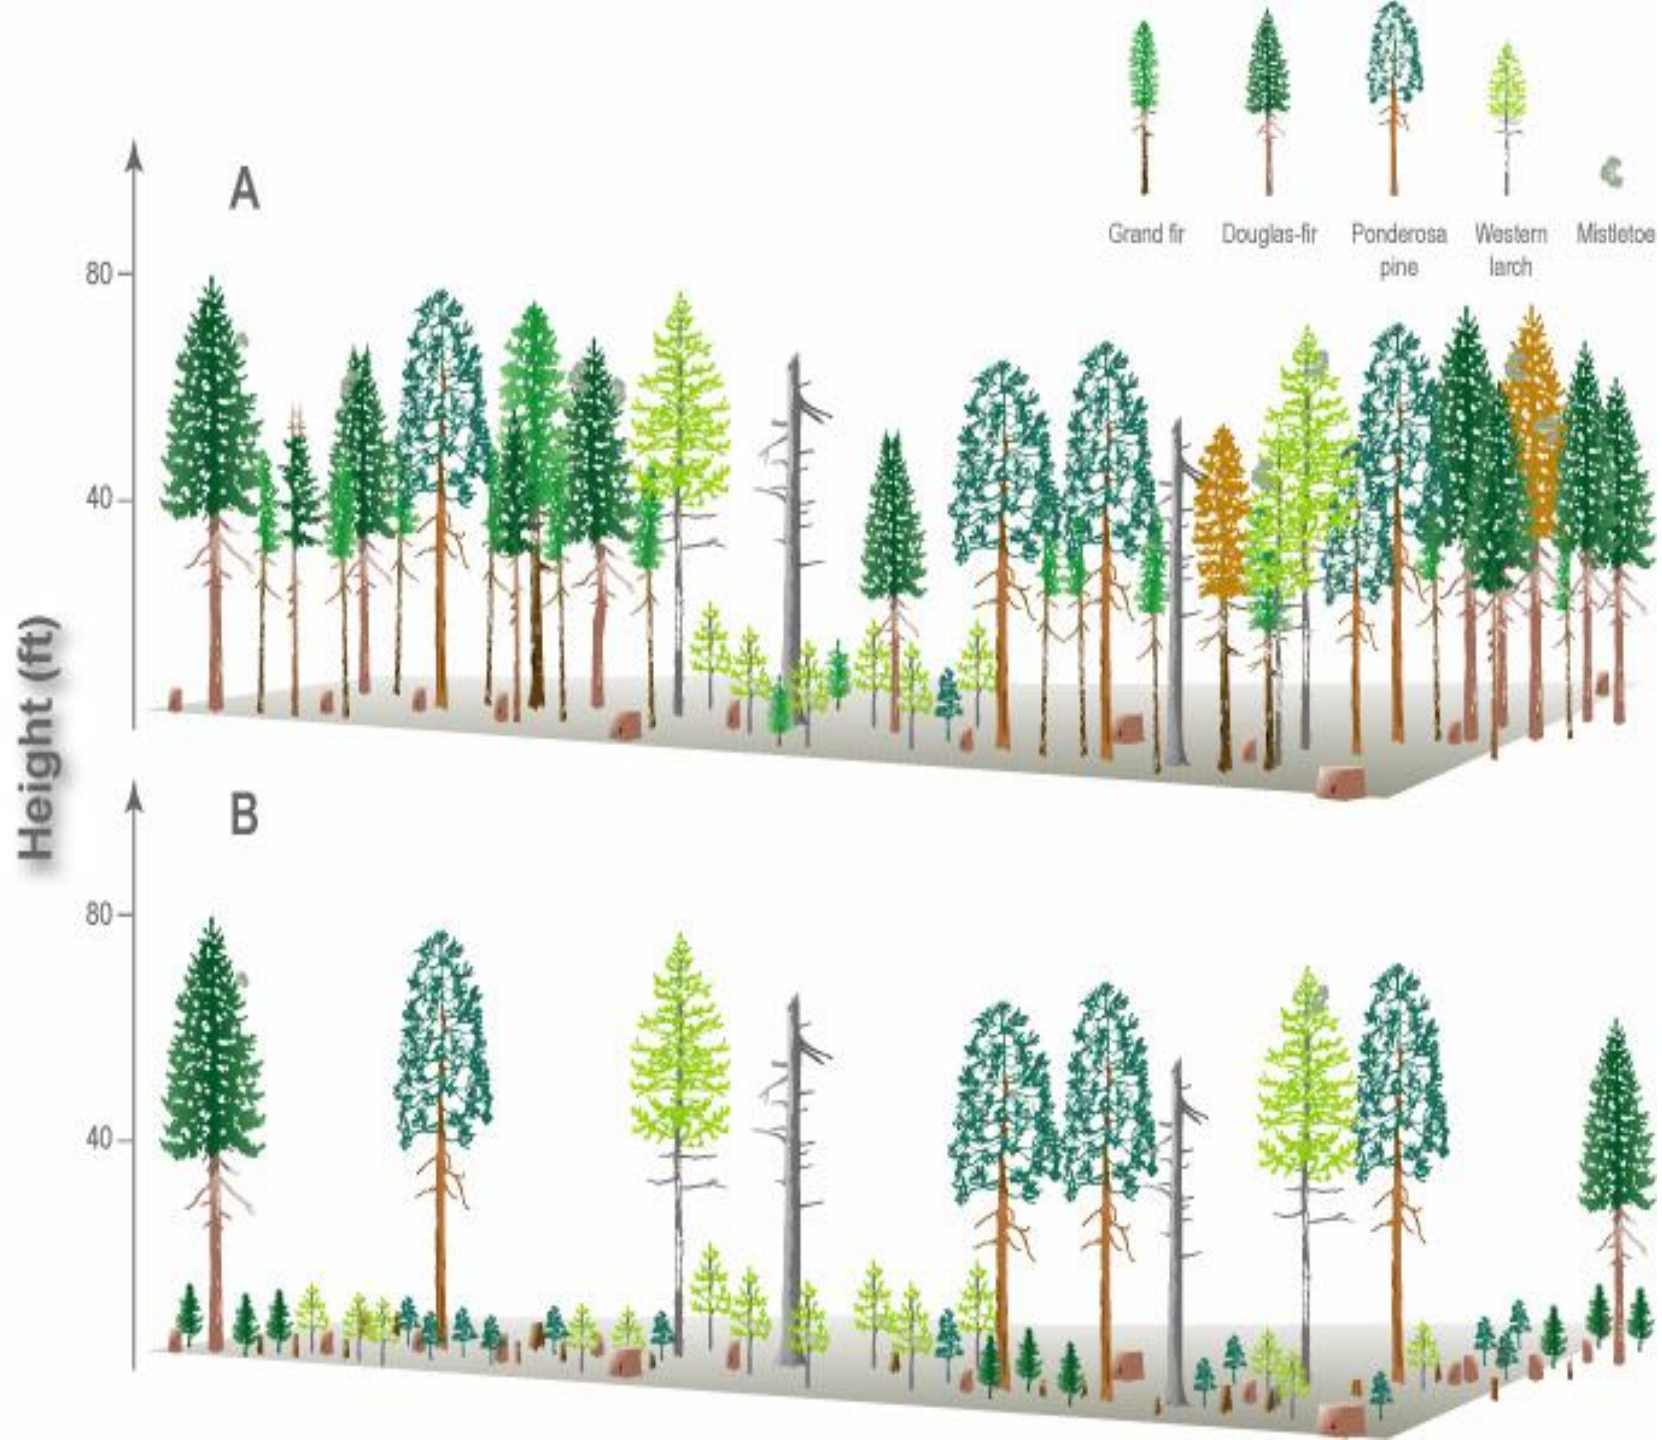 Grand fir
Douglas-fir
Ponderosa
pine
Western
larch
Mistletoe
A
80
40
Height (ft)
B
80
40